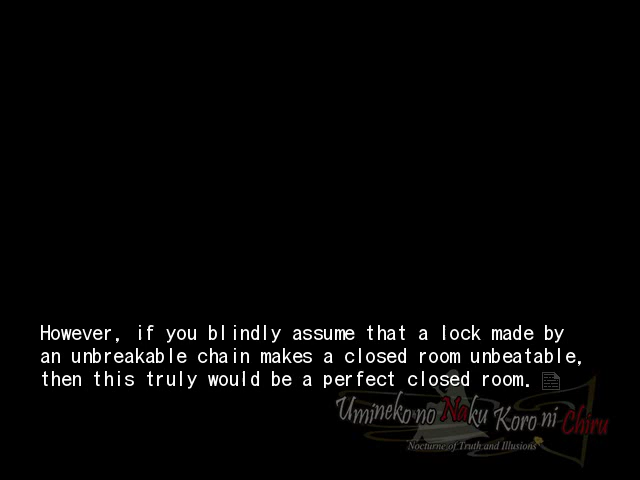 However, if you blindly assume that a lock made by
an unbreakable chain makes a closed room unbeatable,
then this truly would be a perfect closed room.
Umineko no Naku Koro ni Chiru
Nocturne of Truth and Illusions